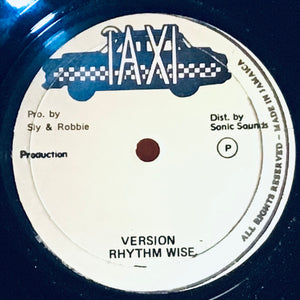 TAXI
Pro. by
Sly & Robbie
Dist. by
Sonic Sounds
Production
P
ALL RIGHTS RESERVED - MADE IN JAMAICA
VERSION
RHYTHM WISE